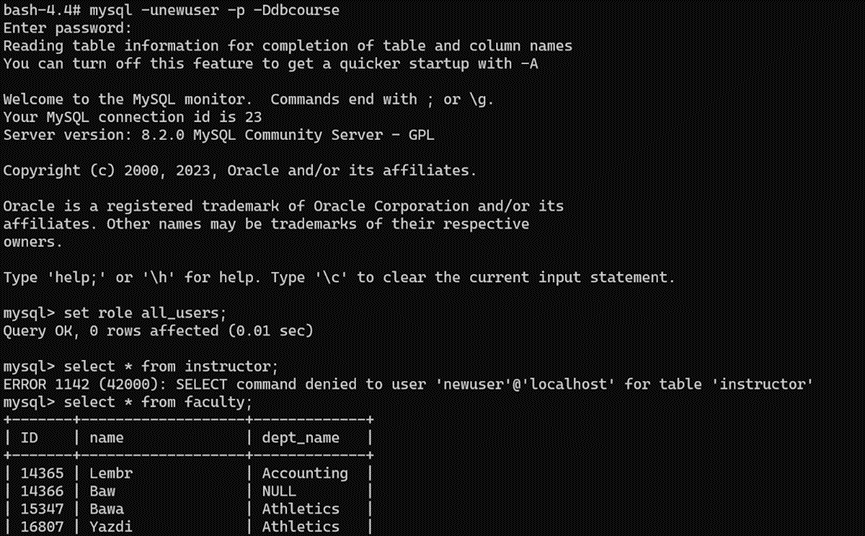 bash-4.4# mysql -unewuser -p -Ddbcourse
Enter password:
Reading table information for completion of table and column names
You can turn off this feature to get a quicker startup with -A
Welcome to the MySQL monitor.  Commands end with ; or \g.
Your MySQL connection id is 23
Server version: 8.2.0 MySQL Community Server - GPL
Copyright (c) 2000, 2023, Oracle and/or its affiliates.
Oracle is a registered trademark of Oracle Corporation and/or its
affiliates. Other names may be trademarks of their respective
owners.
Type 'help;' or '\h' for help. Type '\c' to clear the current input statement.
mysql> set role all_users;
Query OK, 0 rows affected (0.01 sec)
mysql> select * from instructor;
ERROR 1142 (42000): SELECT command denied to user 'newuser'@'localhost' for table 'instructor'
mysql> select * from faculty;
+-------+-------------------+-------------+
| ID    | name              | dept_name   |
+-------+-------------------+-------------+
| 14365 | Lembr             | Accounting  |
| 14366 | Baw               | NULL        |
| 15347 | Bawa              | Athletics   |
| 16807 | Yazdi             | Athletics   |